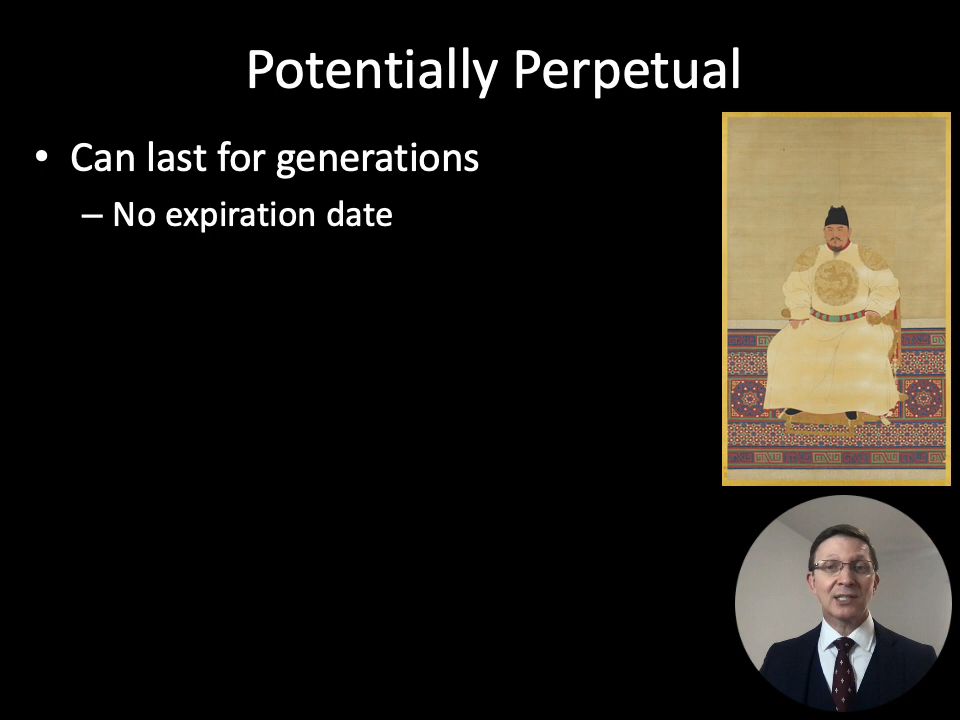 Potentially Perpetual
• Can last for generations
– No expiration date